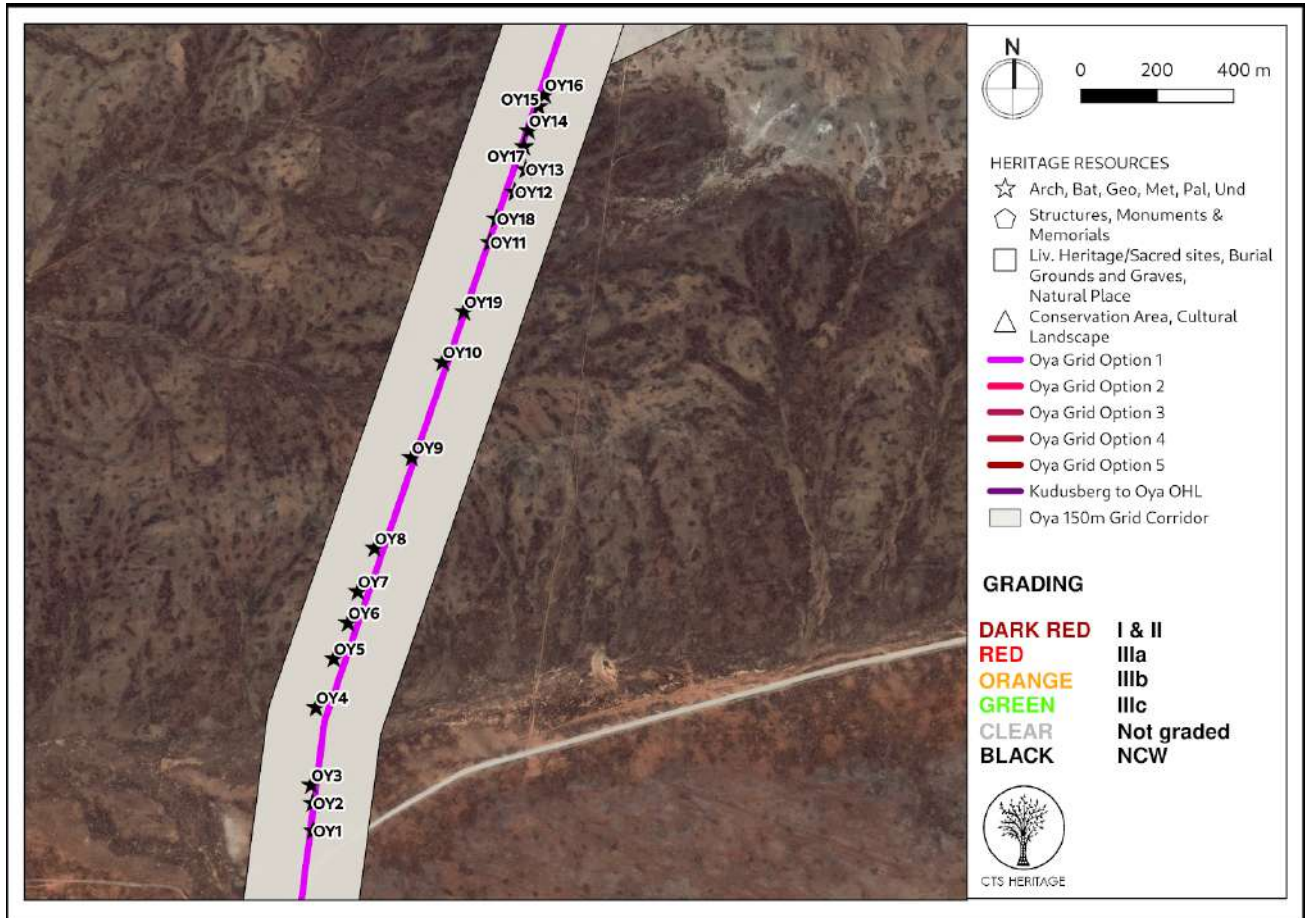 OY16
OY15
OY14
OY17
OY13
OY12
OY18
OY11
OY19
OY10
OY9
OY8
OY7
OY6
OY5
OY4
OY3
OY2
OY1
N
0 200 400 m
HERITAGE RESOURCES
Arch, Bat, Geo, Met, Pal, Und
Structures, Monuments &
Memorials
Liv. Heritage/Sacred sites, Burial
Grounds and Graves,
Natural Place
Conservation Area, Cultural
Landscape
Oya Grid Option 1
Oya Grid Option 2
Oya Grid Option 3
Oya Grid Option 4
Oya Grid Option 5
Kudusberg to Oya OHL
Oya 150m Grid Corridor
GRADING
DARK RED I & II
RED IIIa
ORANGE IIIb
GREEN IIIc
CLEAR Not graded
BLACK NCW
CTS HERITAGE